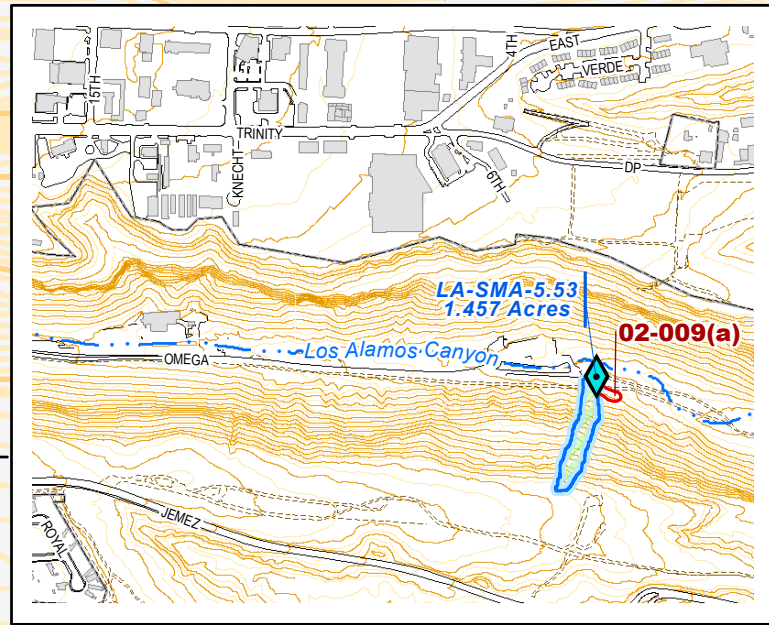 15TH
4TH
EAST
VERDE
TRINITY
KNECHT
6TH
DP
LA-SMA-5.53
1.457 Acres
02-009(a)
OMEGA
Los Alamos Canyon
JEMEZ
ROYAL